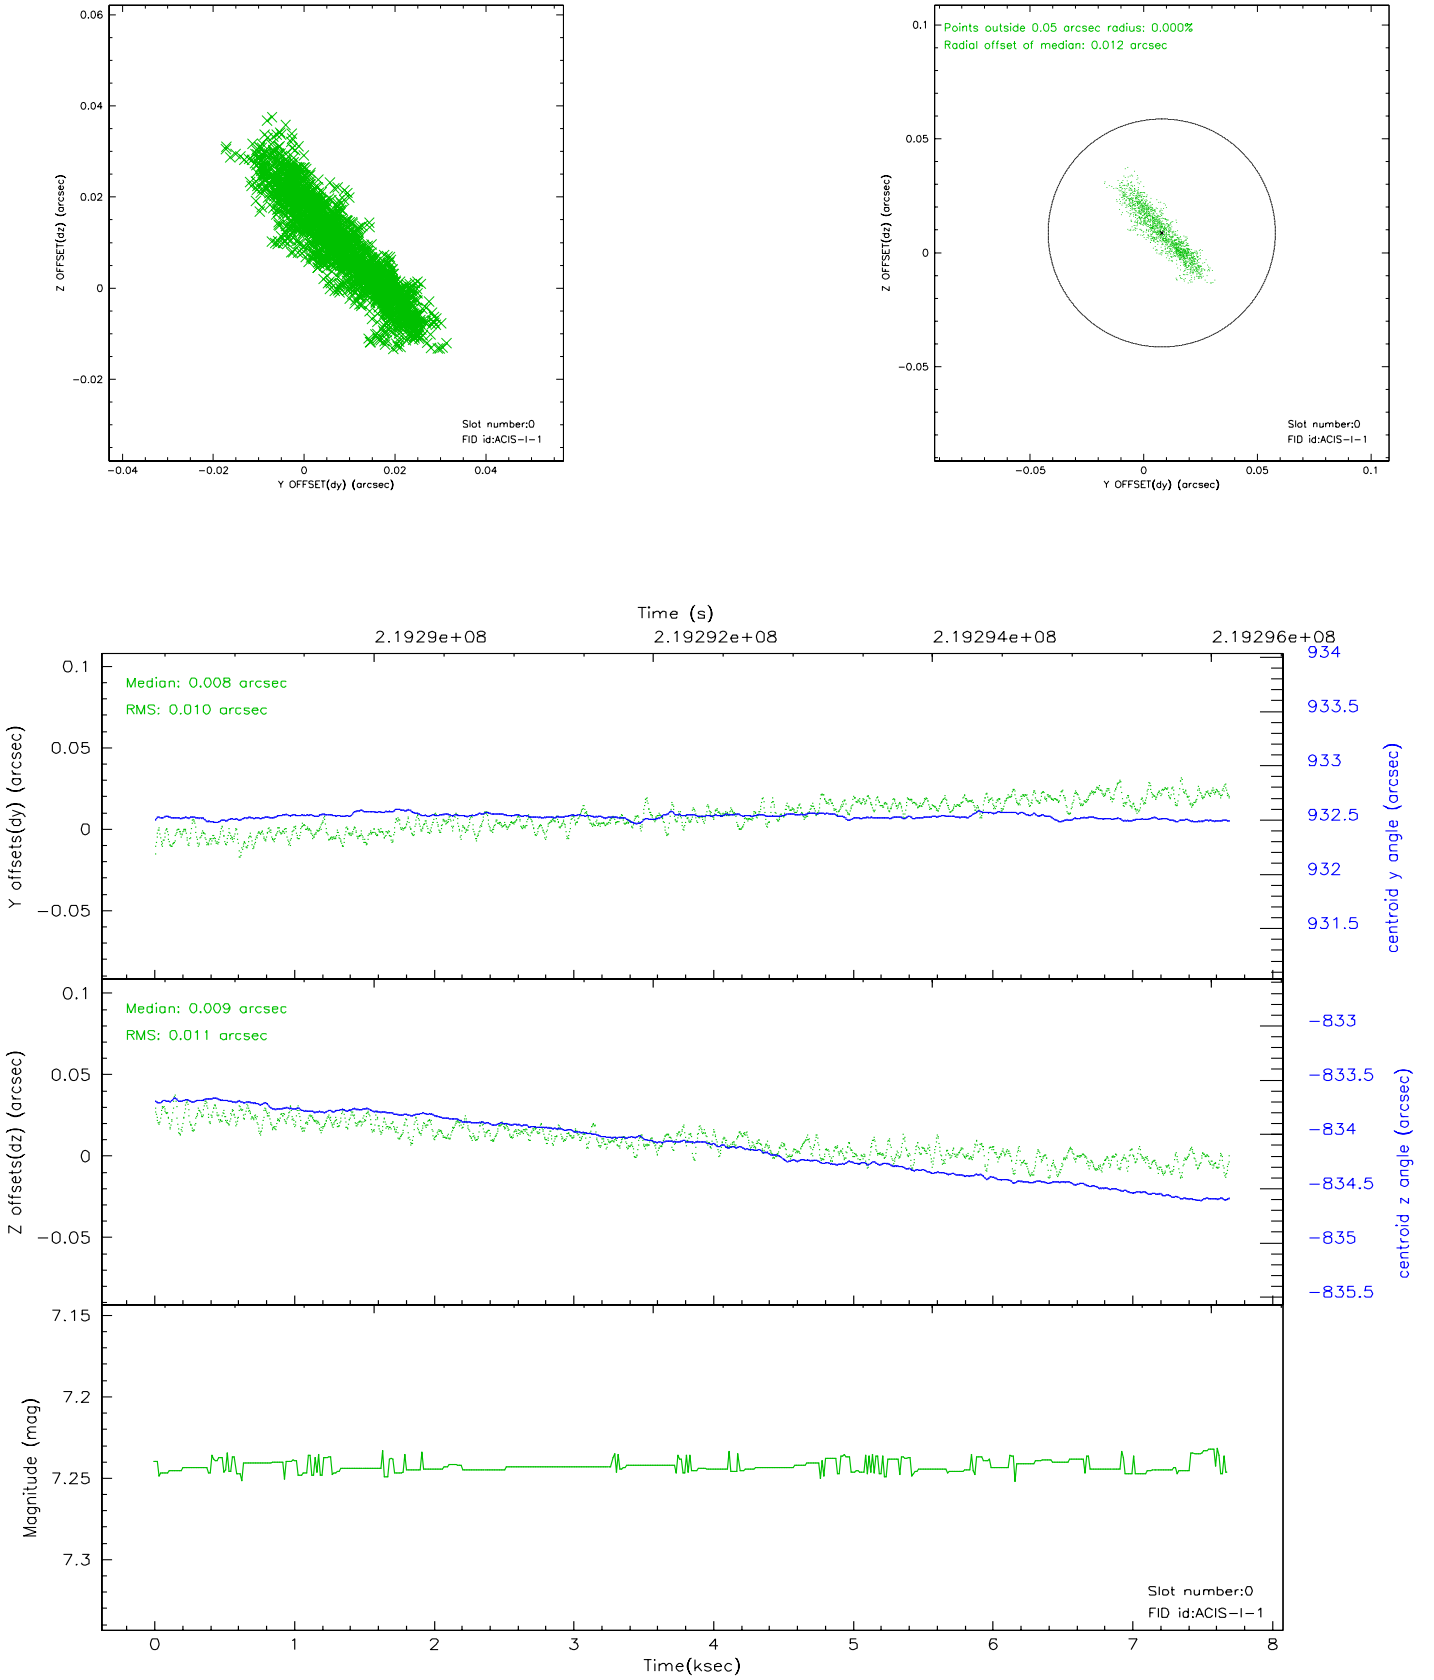 0.06
0.04
0.02
0
−0.02
−0.04
−0.02
0
0.02
0.04
Z OFFSET(dz) (arcsec)
Y OFFSET(dy) (arcsec)
Slot number:0
FID id:ACIS−I−1
Points outside 0.05 arcsec radius: 0.000%
Radial offset of median: 0.012 arcsec
0.1
0.05
0
−0.05
−0.05
0
0.05
0.1
Z OFFSET(dz) (arcsec)
Y OFFSET(dy) (arcsec)
Slot number:0
FID id:ACIS−I−1
Time (s)
2.1929e+08
2.19292e+08
2.19294e+08
2.19296e+08
Median: 0.008 arcsec
RMS: 0.010 arcsec
0.1
0.05
0
−0.05
Y offsets(dy) (arcsec)
934
933.5
933
932.5
932
931.5
centroid y angle (arcsec)
Median: 0.009 arcsec
RMS: 0.011 arcsec
0.1
0.05
0
−0.05
Z offsets(dz) (arcsec)
−833
−833.5
−834
−834.5
−835
−835.5
centroid z angle (arcsec)
7.15
7.2
7.25
7.3
Magnitude (mag)
Slot number:0
FID id:ACIS−I−1
0
1
2
3
4
5
6
7
8
Time(ksec)